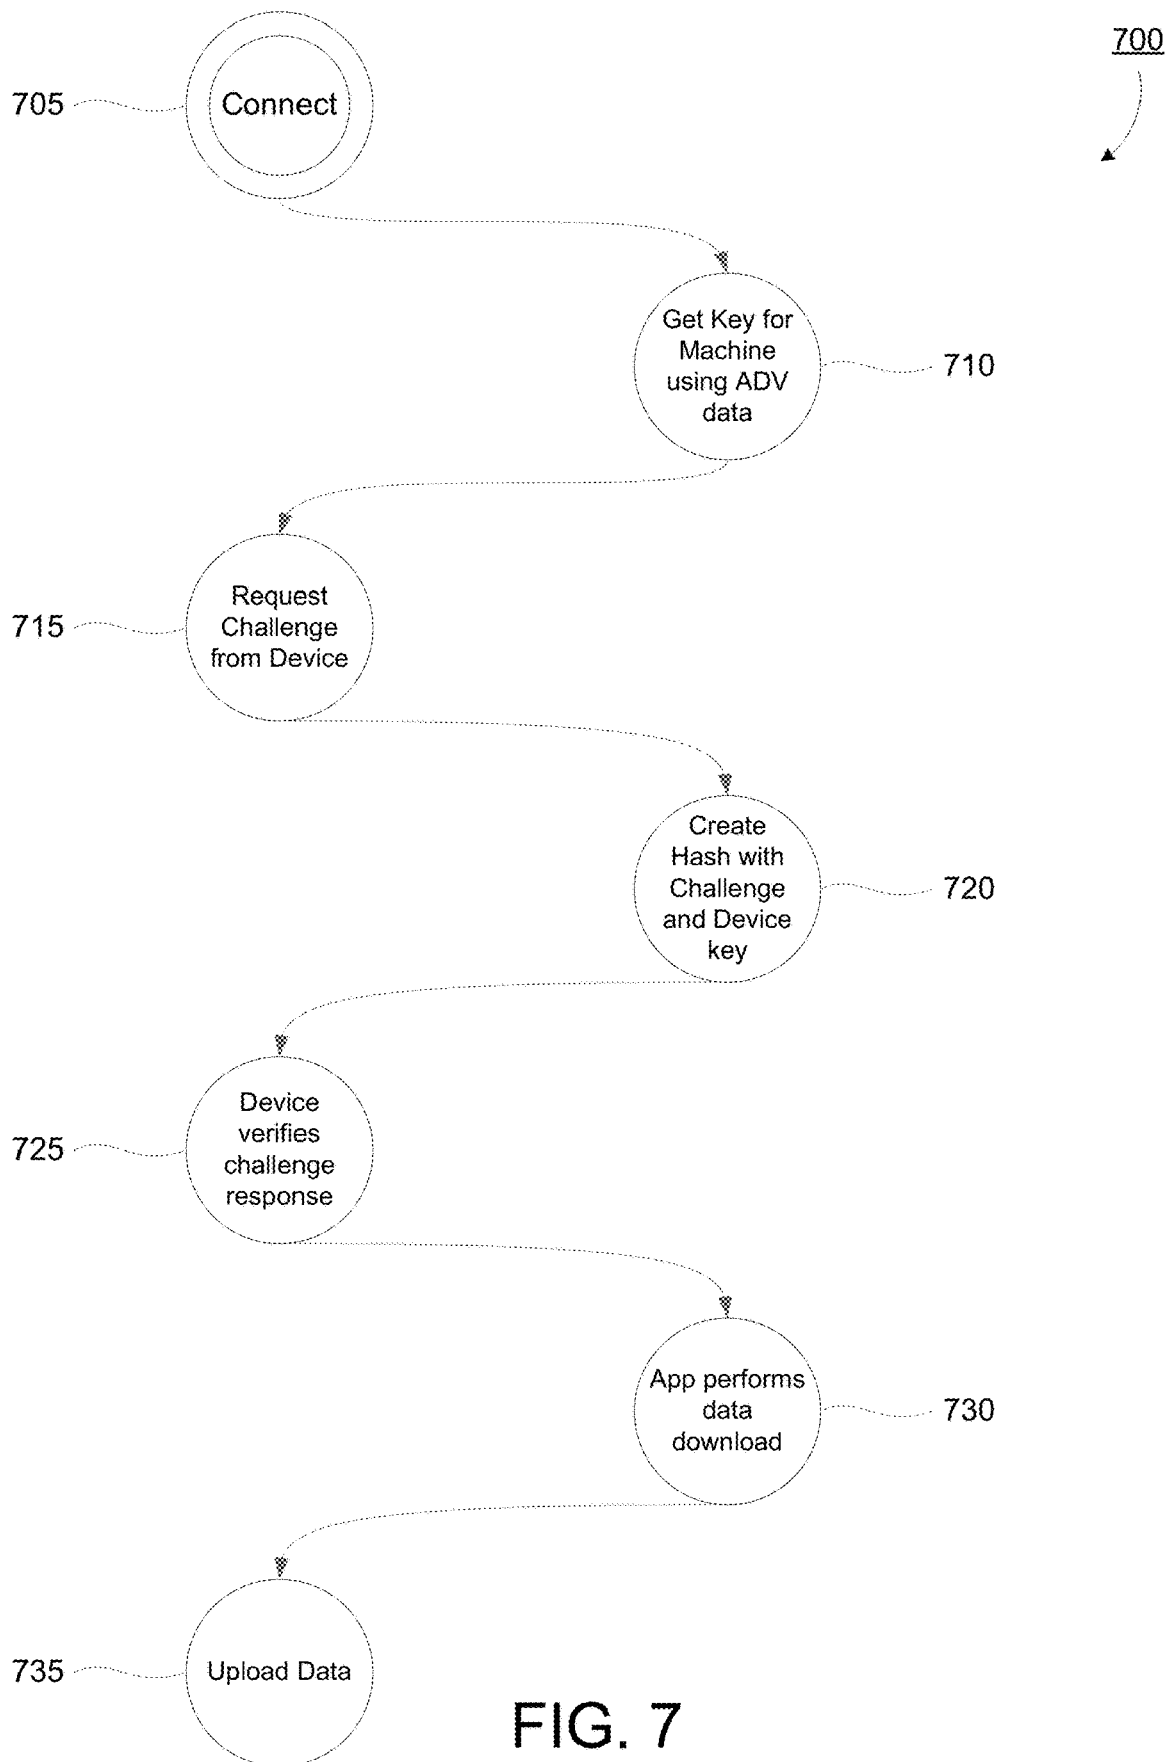 700
705
Connect
Get Key for
Machine
using ADV
data
710
715
Request
Challenge
from Device
Create
Hash with
Challenge
and Device
key
720
725
Device
verifies
challenge
response
App performs
data
download
730
735
Upload Data
FIG. 7